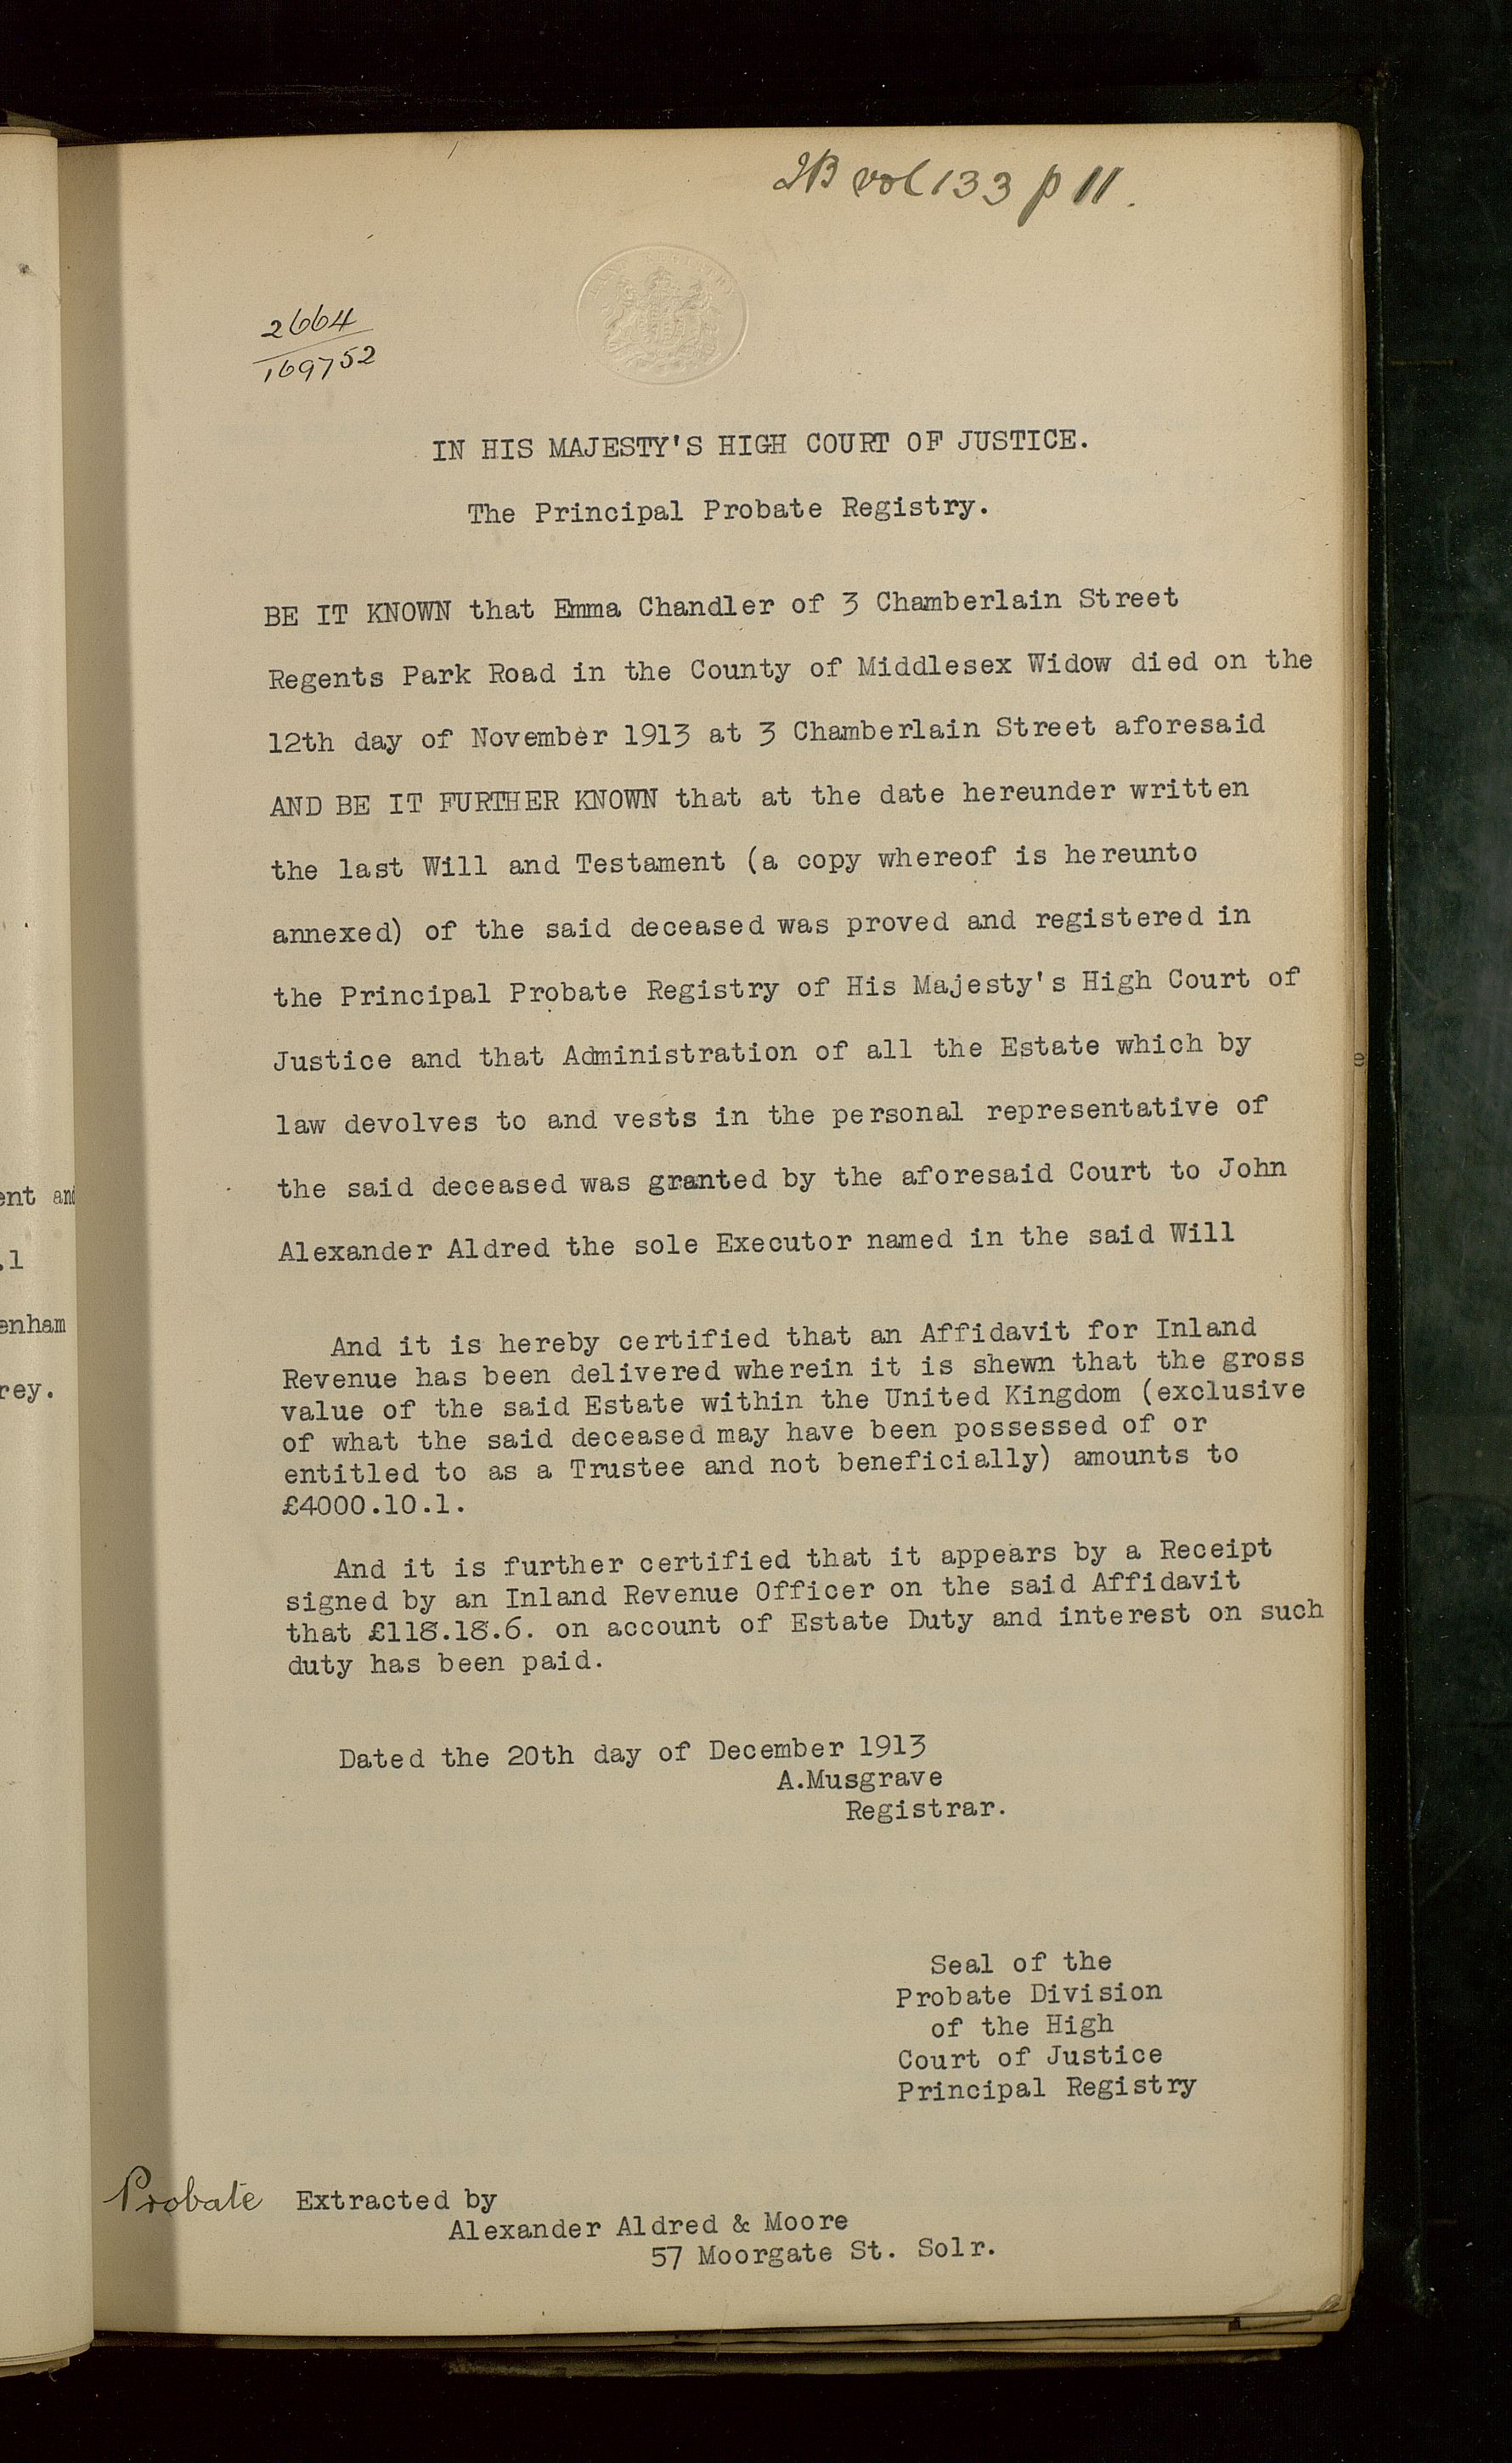 2B vol 133 p 11.
2664
169752
IN HIS MAJESTY'S HIGH COURT OF JUSTICE.
The Principal Probate Registry.
BE IT KNOWN that Emma Chandler of 3 Chamberlain Street
Regents Park Road in the County of Middlesex Widow died on the
12th day of November 1913 at 3 Chamberlain Street aforesaid
AND BE IT FURTHER KNOWN that at the date hereunder written
the last Will and Testament (a copy whereof is hereunto
annexed) of the said deceased was proved and registered in
the Principal Probate Registry of His Majesty's High Court of
Justice and that Administration of all the Estate which by
law devolves to and vests in the personal representative of
the said deceased was granted by the aforesaid Court to John
Alexander Aldred the sole Executor named in the said Will
And it is hereby certified that an Affidavit for Inland
Revenue has been delivered wherein it is shewn that the gross
value of the said Estate within the United Kingdom (exclusive
of what the said deceased may have been possessed of or
entitled to as a Trustee and not beneficially) amounts to
£4000.10.1.
And it is further certified that it appears by a Receipt
signed by an Inland Revenue Officer on the said Affidavit
that £118.18.6. on account of Estate Duty and interest on such
duty has been paid.
Dated the 20th day of December 1913
A.Musgrave
Registrar.
Seal of the
Probate Division
of the High
Court of Justice
Principal Registry
Probate Extracted by
Alexander Aldred & Moore
57 Moorgate St. Solr.